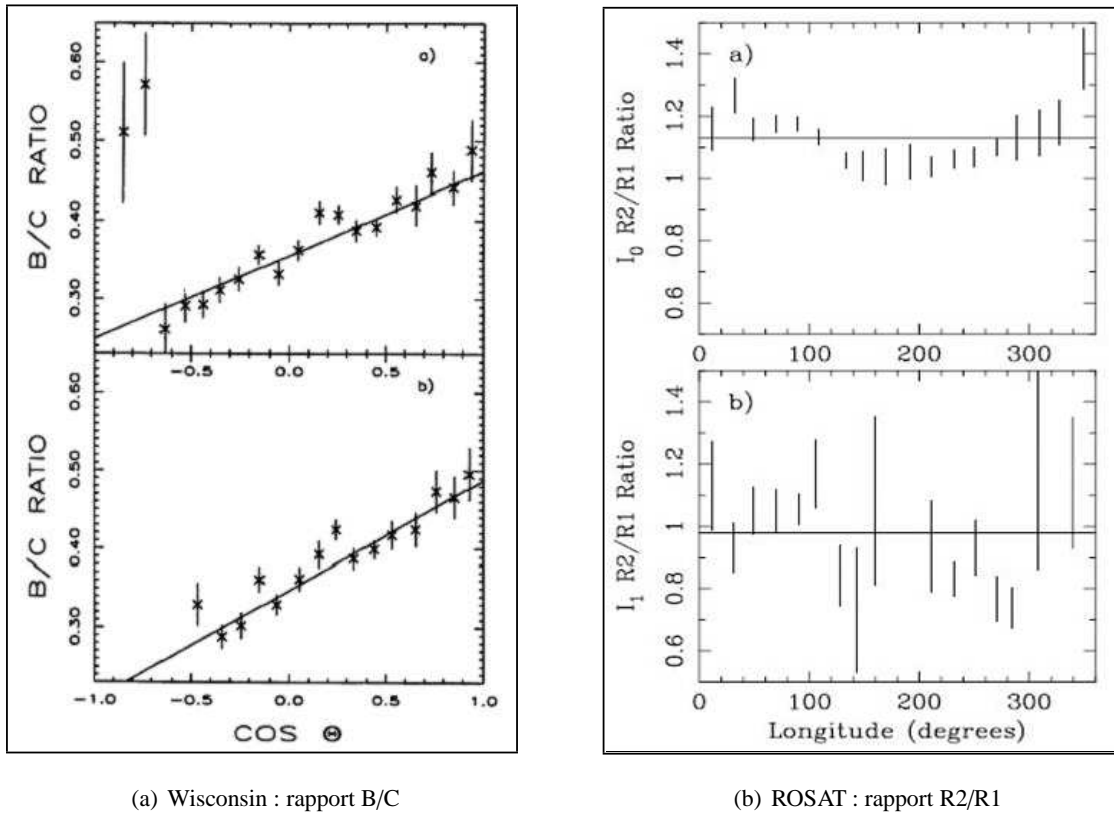 a)
B/C RATIO
0.60
0.50
0.40
0.30
-0.5
0.0
0.5
b)
B/C RATIO
0.60
0.50
0.40
0.30
-1.0
-0.5
0.0
0.5
1.0
COS Θ
(a) Wisconsin : rapport B/C
a)
I₀ R2/R1 Ratio
1.4
1.2
1
0.8
0.6
0
100
200
300
b)
I₁ R2/R1 Ratio
1.4
1.2
1
0.8
0.6
0
100
200
300
Longitude (degrees)
(b) ROSAT : rapport R2/R1